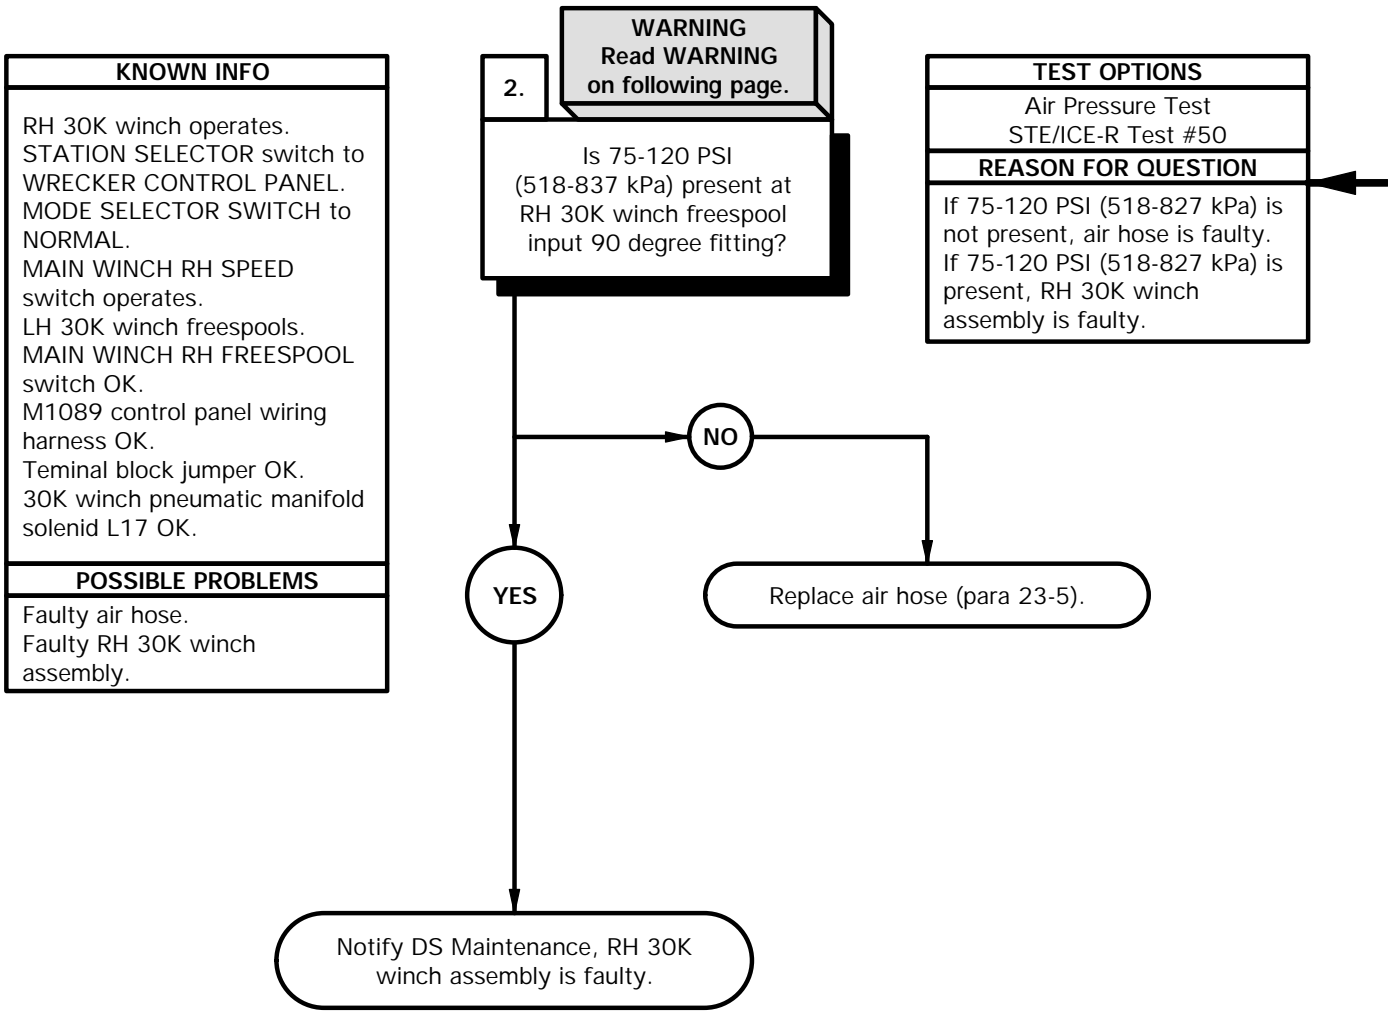 KNOWN INFO
RH 30K winch operates.
STATION SELECTOR switch to
WRECKER CONTROL PANEL.
MODE SELECTOR SWITCH to
NORMAL.
MAIN WINCH RH SPEED
switch operates.
LH 30K winch freespools.
MAIN WINCH RH FREESPOOL
switch OK.
M1089 control panel wiring
harness OK.
Teminal block jumper OK.
30K winch pneumatic manifold
solenid L17 OK.
POSSIBLE PROBLEMS
Faulty air hose.
Faulty RH 30K winch
assembly.
WARNING
Read WARNING
on following page.
2.
Is 75-120 PSI
(518-837 kPa) present at
RH 30K winch freespool
input 90 degree fitting?
TEST OPTIONS
Air Pressure Test
STE/ICE-R Test #50
REASON FOR QUESTION
If 75-120 PSI (518-827 kPa) is
not present, air hose is faulty.
If 75-120 PSI (518-827 kPa) is
present, RH 30K winch
assembly is faulty.
NO
YES
Replace air hose (para 23-5).
Notify DS Maintenance, RH 30K
winch assembly is faulty.